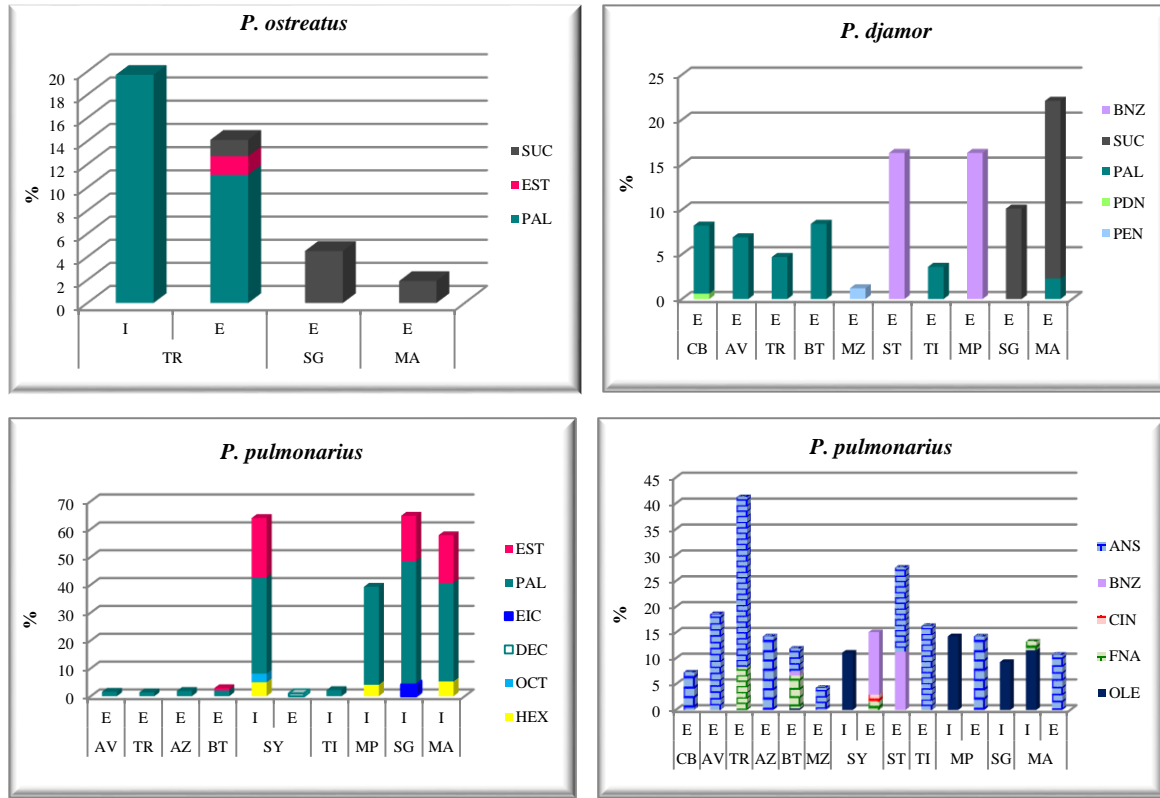 P. ostreatus
%
20
18
16
14
12
10
8
6
4
2
0
I E E E
TR SG MA
SUC
EST
PAL
P. djamor
%
25
20
15
10
5
0
E E E E E E E E E E
CB AV TR BT MZ ST TI MP SG MA
BNZ
SUC
PAL
PDN
PEN
P. pulmonarius
%
70
60
50
40
30
20
10
0
E E E E I E I I I I
AV TR AZ BT SY TI MP SG MA
EST
PAL
EIC
DEC
OCT
HEX
P. pulmonarius
%
45
40
35
30
25
20
15
10
5
0
E E E E E E I E E E I E I I E
CB AV TR AZ BT MZ SY ST TI MP SG MA
ANS
BNZ
CIN
FNA
OLE